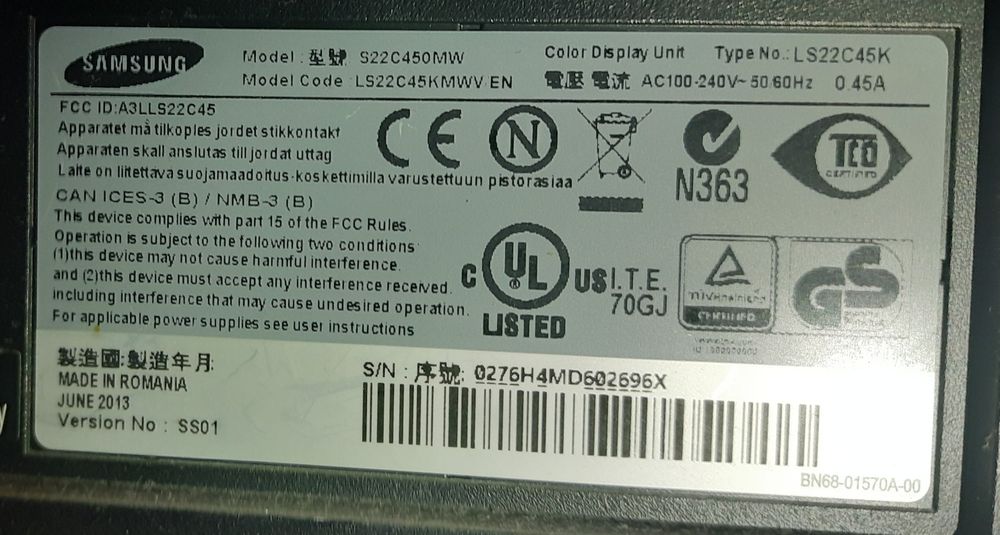 SAMSUNG
Model : 型號 S22C450MW
Model Code : LS22C45KMWV/EN
Color Display Unit Type No.: LS22C45K
電壓 電流 AC100-240V~ 50/60Hz 0.45A
FCC ID:A3LLS22C45
Apparatet må tilkoples jordet stikkontakt
Apparaten skall anslutas till jordat uttag
Laite on liitettävä suojamaadoitus-koskettimilla varustettuun pistorasiaa
CE
N
N363
TCO
CERTIFIED
CAN ICES-3 (B) / NMB-3 (B)
This device complies with part 15 of the FCC Rules.
Operation is subject to the following two conditions:
(1)this device may not cause harmful interference.
and (2)this device must accept any interference received.
including interference that may cause undesired operation.
For applicable power supplies see user instructions
C UL US
LISTED
I.T.E.
70GJ
TÜVRheinland
CERTIFIED
GS
製造國:製造年月:
MADE IN ROMANIA
JUNE 2013
Version No : SS01
S/N : 序號: 0276H4MD602696X
BN68-01570A-00